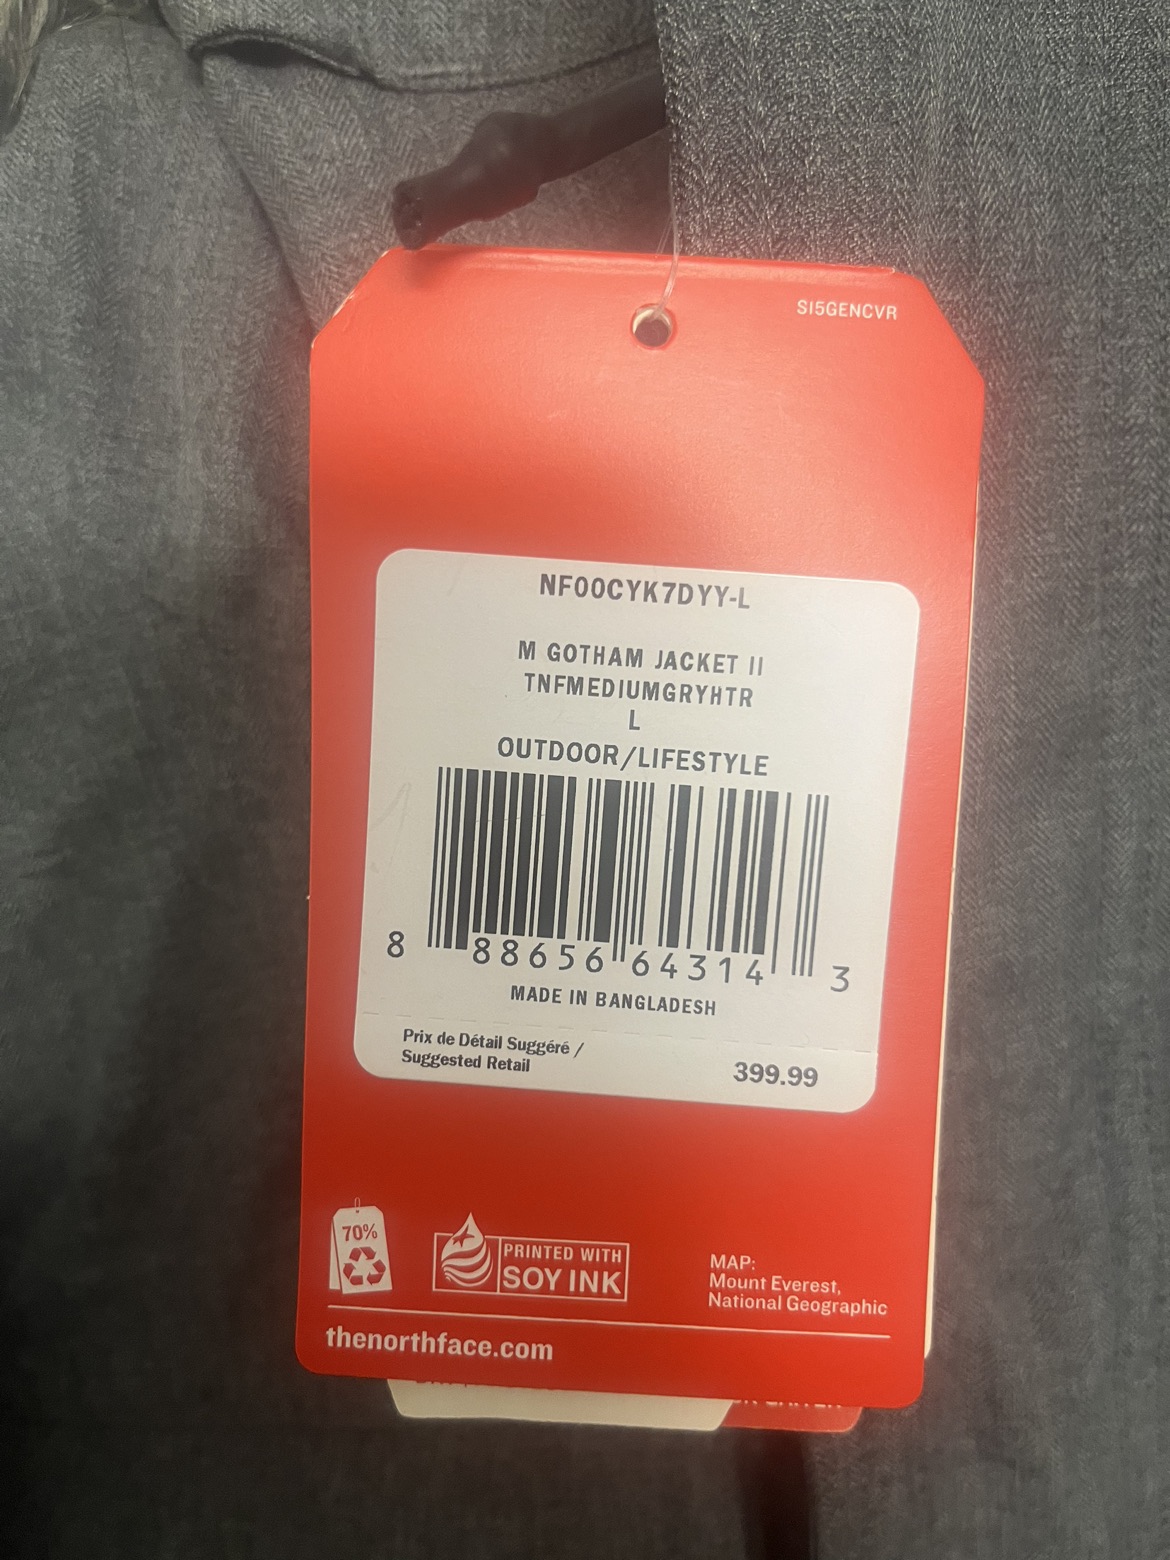 SI5GENCVR
NF00CYK7DYY-L
M GOTHAM JACKET II
TNFMEDIUMGRYHTR
L
OUTDOOR/LIFESTYLE
8 88656 64314 3
MADE IN BANGLADESH
Prix de Détail Suggéré /
Suggested Retail
399.99
70%
PRINTED WITH
SOY INK
MAP:
Mount Everest,
National Geographic
thenorthface.com